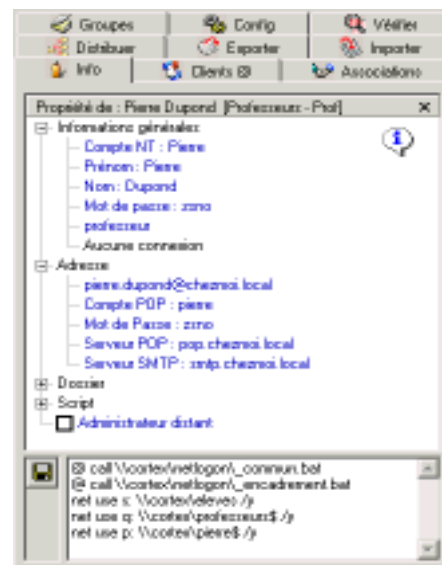 Groupes Config Vérifier
Distribuer Exporter Importer
Info Clients Associations
Propriété de : Pierre Dupond [Professeurs - Prof]
Informations générales
Compte NT : Pierre
Prénom : Pierre
Nom : Dupond
Mot de passe : zzno
professeur
Aucune connexion
Adresse
pierre.dupond@chezmoi.local
Compte POP : pierre
Mot de Passe : zzno
Serveur POP : pop.chezmoi.local
Serveur SMTP : smtp.chezmoi.local
Dossier
Script
Administrateur distant
@ call \\cortex\netlogon\_commun.bat
@ call \\cortex\netlogon\_encadrement.bat
net use s: \\cortex\eleves /y
net use q: \\cortex\professeurs$ /y
net use p: \\cortex\pierre$ /y